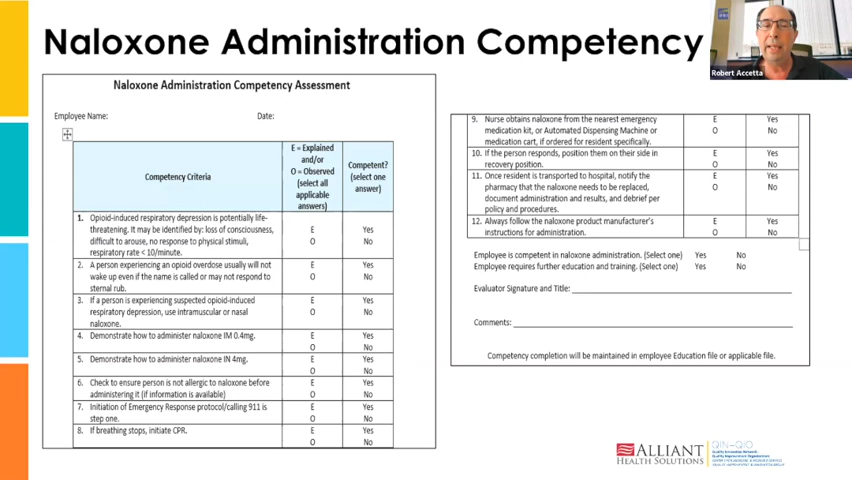 Naloxone Administration Competency
Robert Accetta
Naloxone Administration Competency Assessment
Employee Name: Date:
Competency Criteria
E = Explained
and/or
O = Observed
(select all
applicable
answers)
Competent?
(select one
answer)
1. Opioid-induced respiratory depression is potentially life-
threatening. It may be identified by: loss of consciousness,
difficult to arouse, no response to physical stimuli,
respiratory rate < 10/minute.
E Yes
O No
2. A person experiencing an opioid overdose usually will not
wake up even if the name is called or may not respond to
sternal rub.
E Yes
O No
3. If a person is experiencing suspected opioid-induced
respiratory depression, use intramuscular or nasal
naloxone.
E Yes
O No
4. Demonstrate how to administer naloxone IM 0.4mg.
E Yes
O No
5. Demonstrate how to administer naloxone IN 4mg.
E Yes
O No
6. Check to ensure person is not allergic to naloxone before
administering it (if information is available)
E Yes
O No
7. Initiation of Emergency Response protocol/calling 911 is
step one.
E Yes
O No
8. If breathing stops, initiate CPR.
E Yes
O No
9. Nurse obtains naloxone from the nearest emergency
medication kit, or Automated Dispensing Machine or
medication cart, if ordered for resident specifically.
E Yes
O No
10. If the person responds, position them on their side in
recovery position.
E Yes
O No
11. Once resident is transported to hospital, notify the
pharmacy that the naloxone needs to be replaced,
document administration and results, and debrief per
policy and procedures.
E Yes
O No
12. Always follow the naloxone product manufacturer's
instructions for administration.
E Yes
O No
Employee is competent in naloxone administration. (Select one) Yes No
Employee requires further education and training. (Select one) Yes No
Evaluator Signature and Title:
Comments:
Competency completion will be maintained in employee Education file or applicable file.
ALLIANT
HEALTH SOLUTIONS
QIN-QIO
Quality Innovation Network -
Quality Improvement Organizations